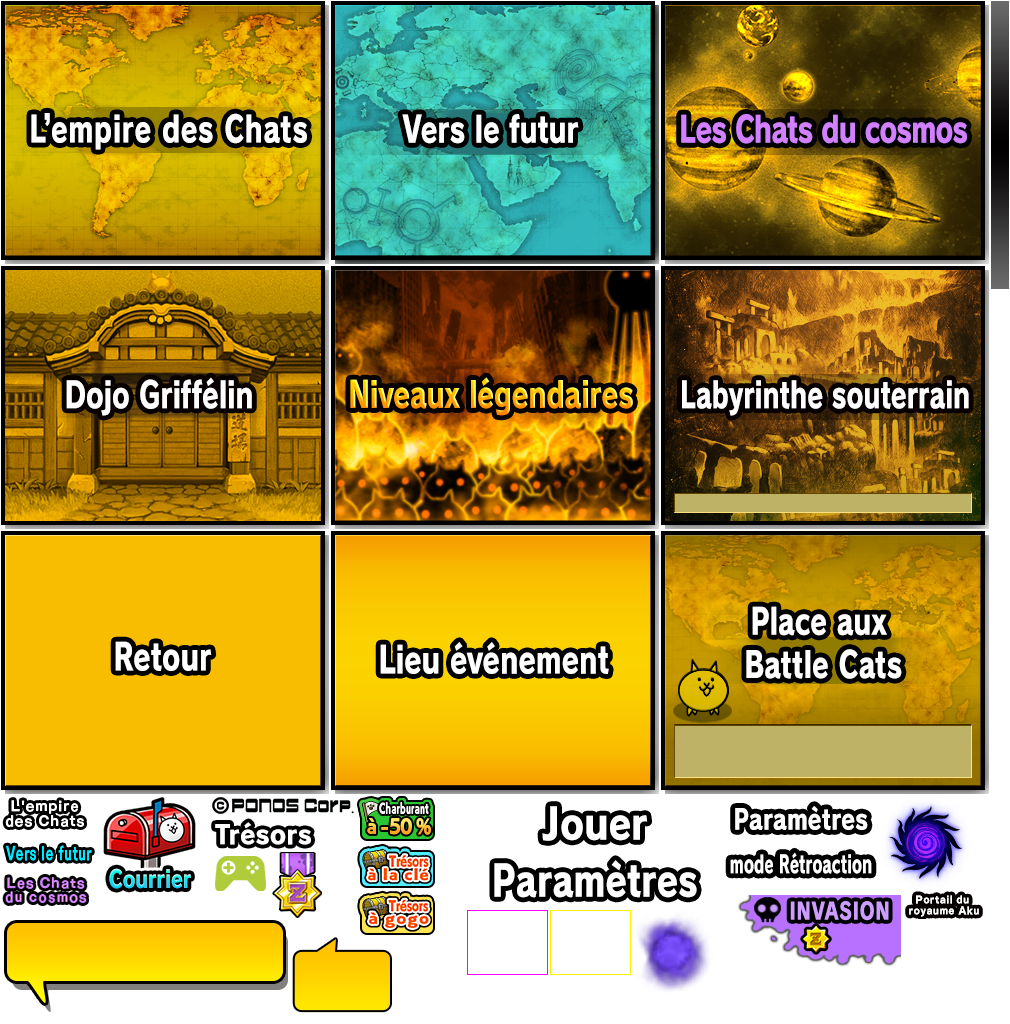 L'empire des Chats
Vers le futur
Les Chats du cosmos
Dojo Griffélin
Niveaux légendaires
Labyrinthe souterrain
Retour
Lieu événement
Place aux
Battle Cats
L'empire
des Chats
Vers le futur
Les Chats
du cosmos
Courrier
© PONOS Corp.
Trésors
Z
Charburant
à -50 %
Trésors
à la clé
Trésors
à gogo
Jouer
Paramètres
Paramètres
mode Rétroaction
INVASION
Z
Portail du
royaume Aku